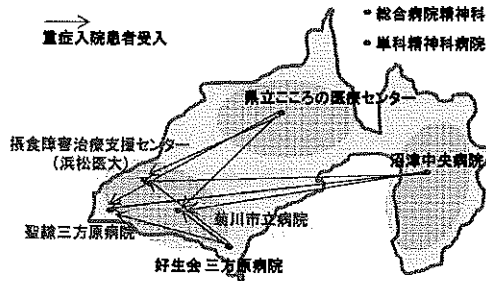 重症入院患者受入
● 総合病院精神科
● 単科精神科病院
県立こころの医療センター
摂食障害治療支援センター
(浜松医大)
沼津中央病院
聖隷三方原病院
菊川市立病院
好生会 三方原病院